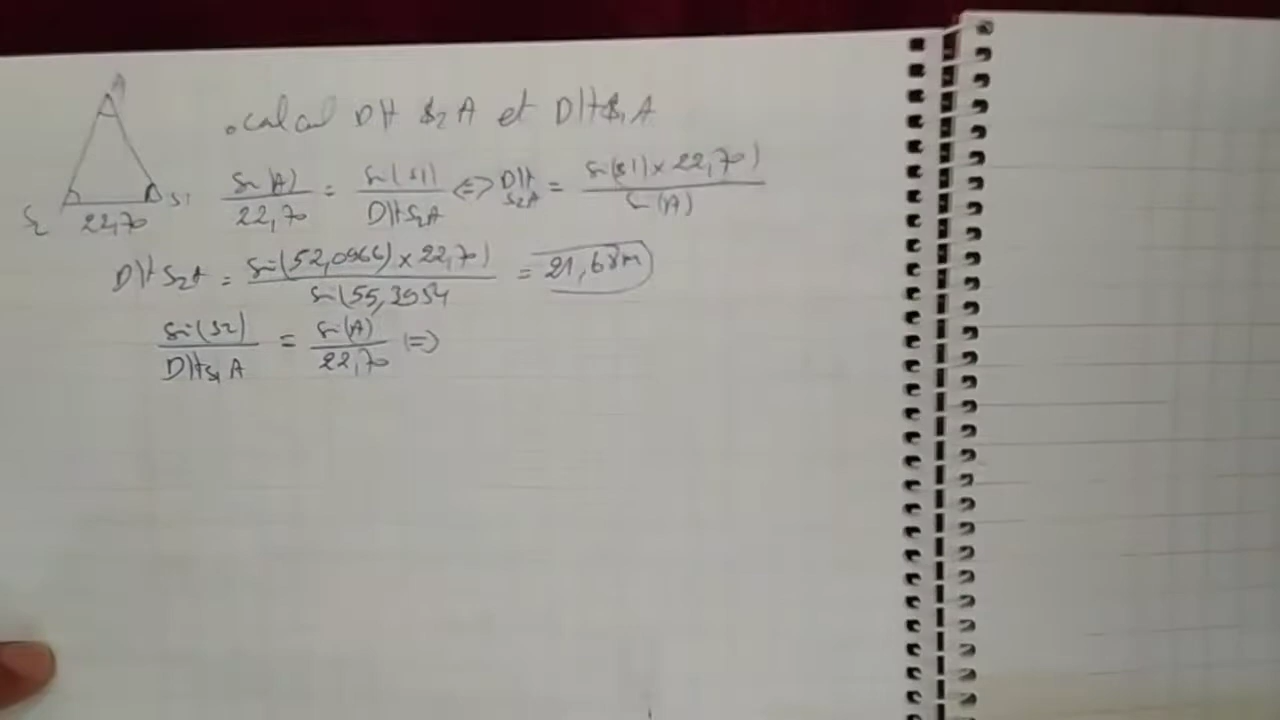 A
S2 22,70 S1
.calcul DH S2A et DH S1A
Sin(A) / 22,70 = Sin(S1) / DH S2A <=> DH S2A = Sin(S1) x 22,70) / Sin(A)
DH S2A = Sin(52,0966) x 22,70) / Sin(55,3954 = 21,68m
Sin(S2) / DH S1A = Sin(A) / 22,70 <=>